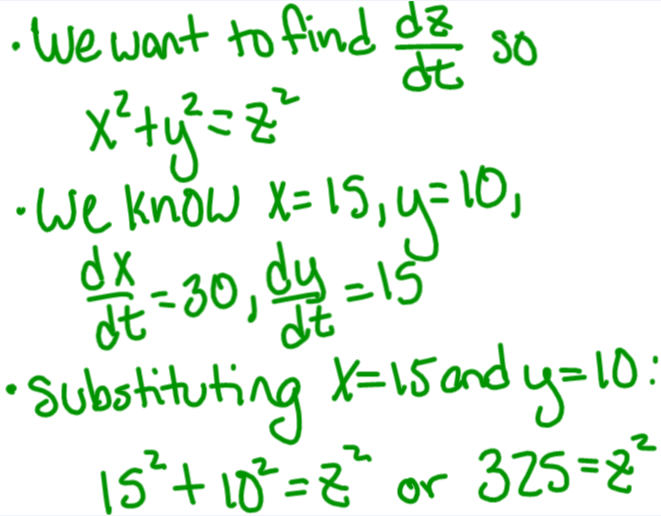 · We want to find dz/dt so
x²+y²=z²
· We know x=15, y=10,
dx/dt=30, dy/dt=15
· Substituting x=15 and y=10:
15²+10²=z² or 325=z²